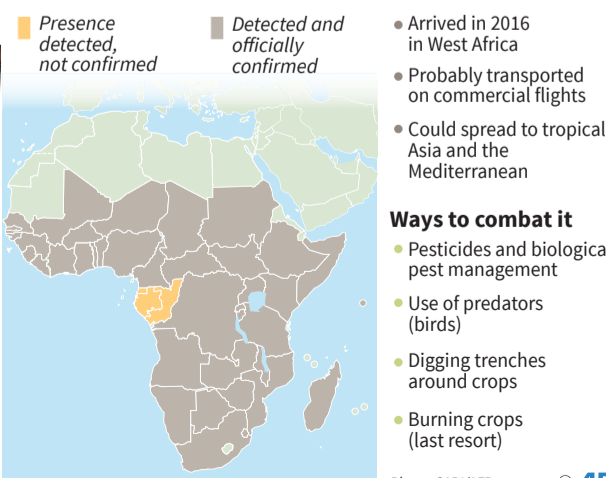 Presence
detected,
not confirmed
Detected and
officially
confirmed
Arrived in 2016
in West Africa
Probably transported
on commercial flights
Could spread to tropical
Asia and the
Mediterranean
Ways to combat it
Pesticides and biologica
pest management
Use of predators
(birds)
Digging trenches
around crops
Burning crops
(last resort)